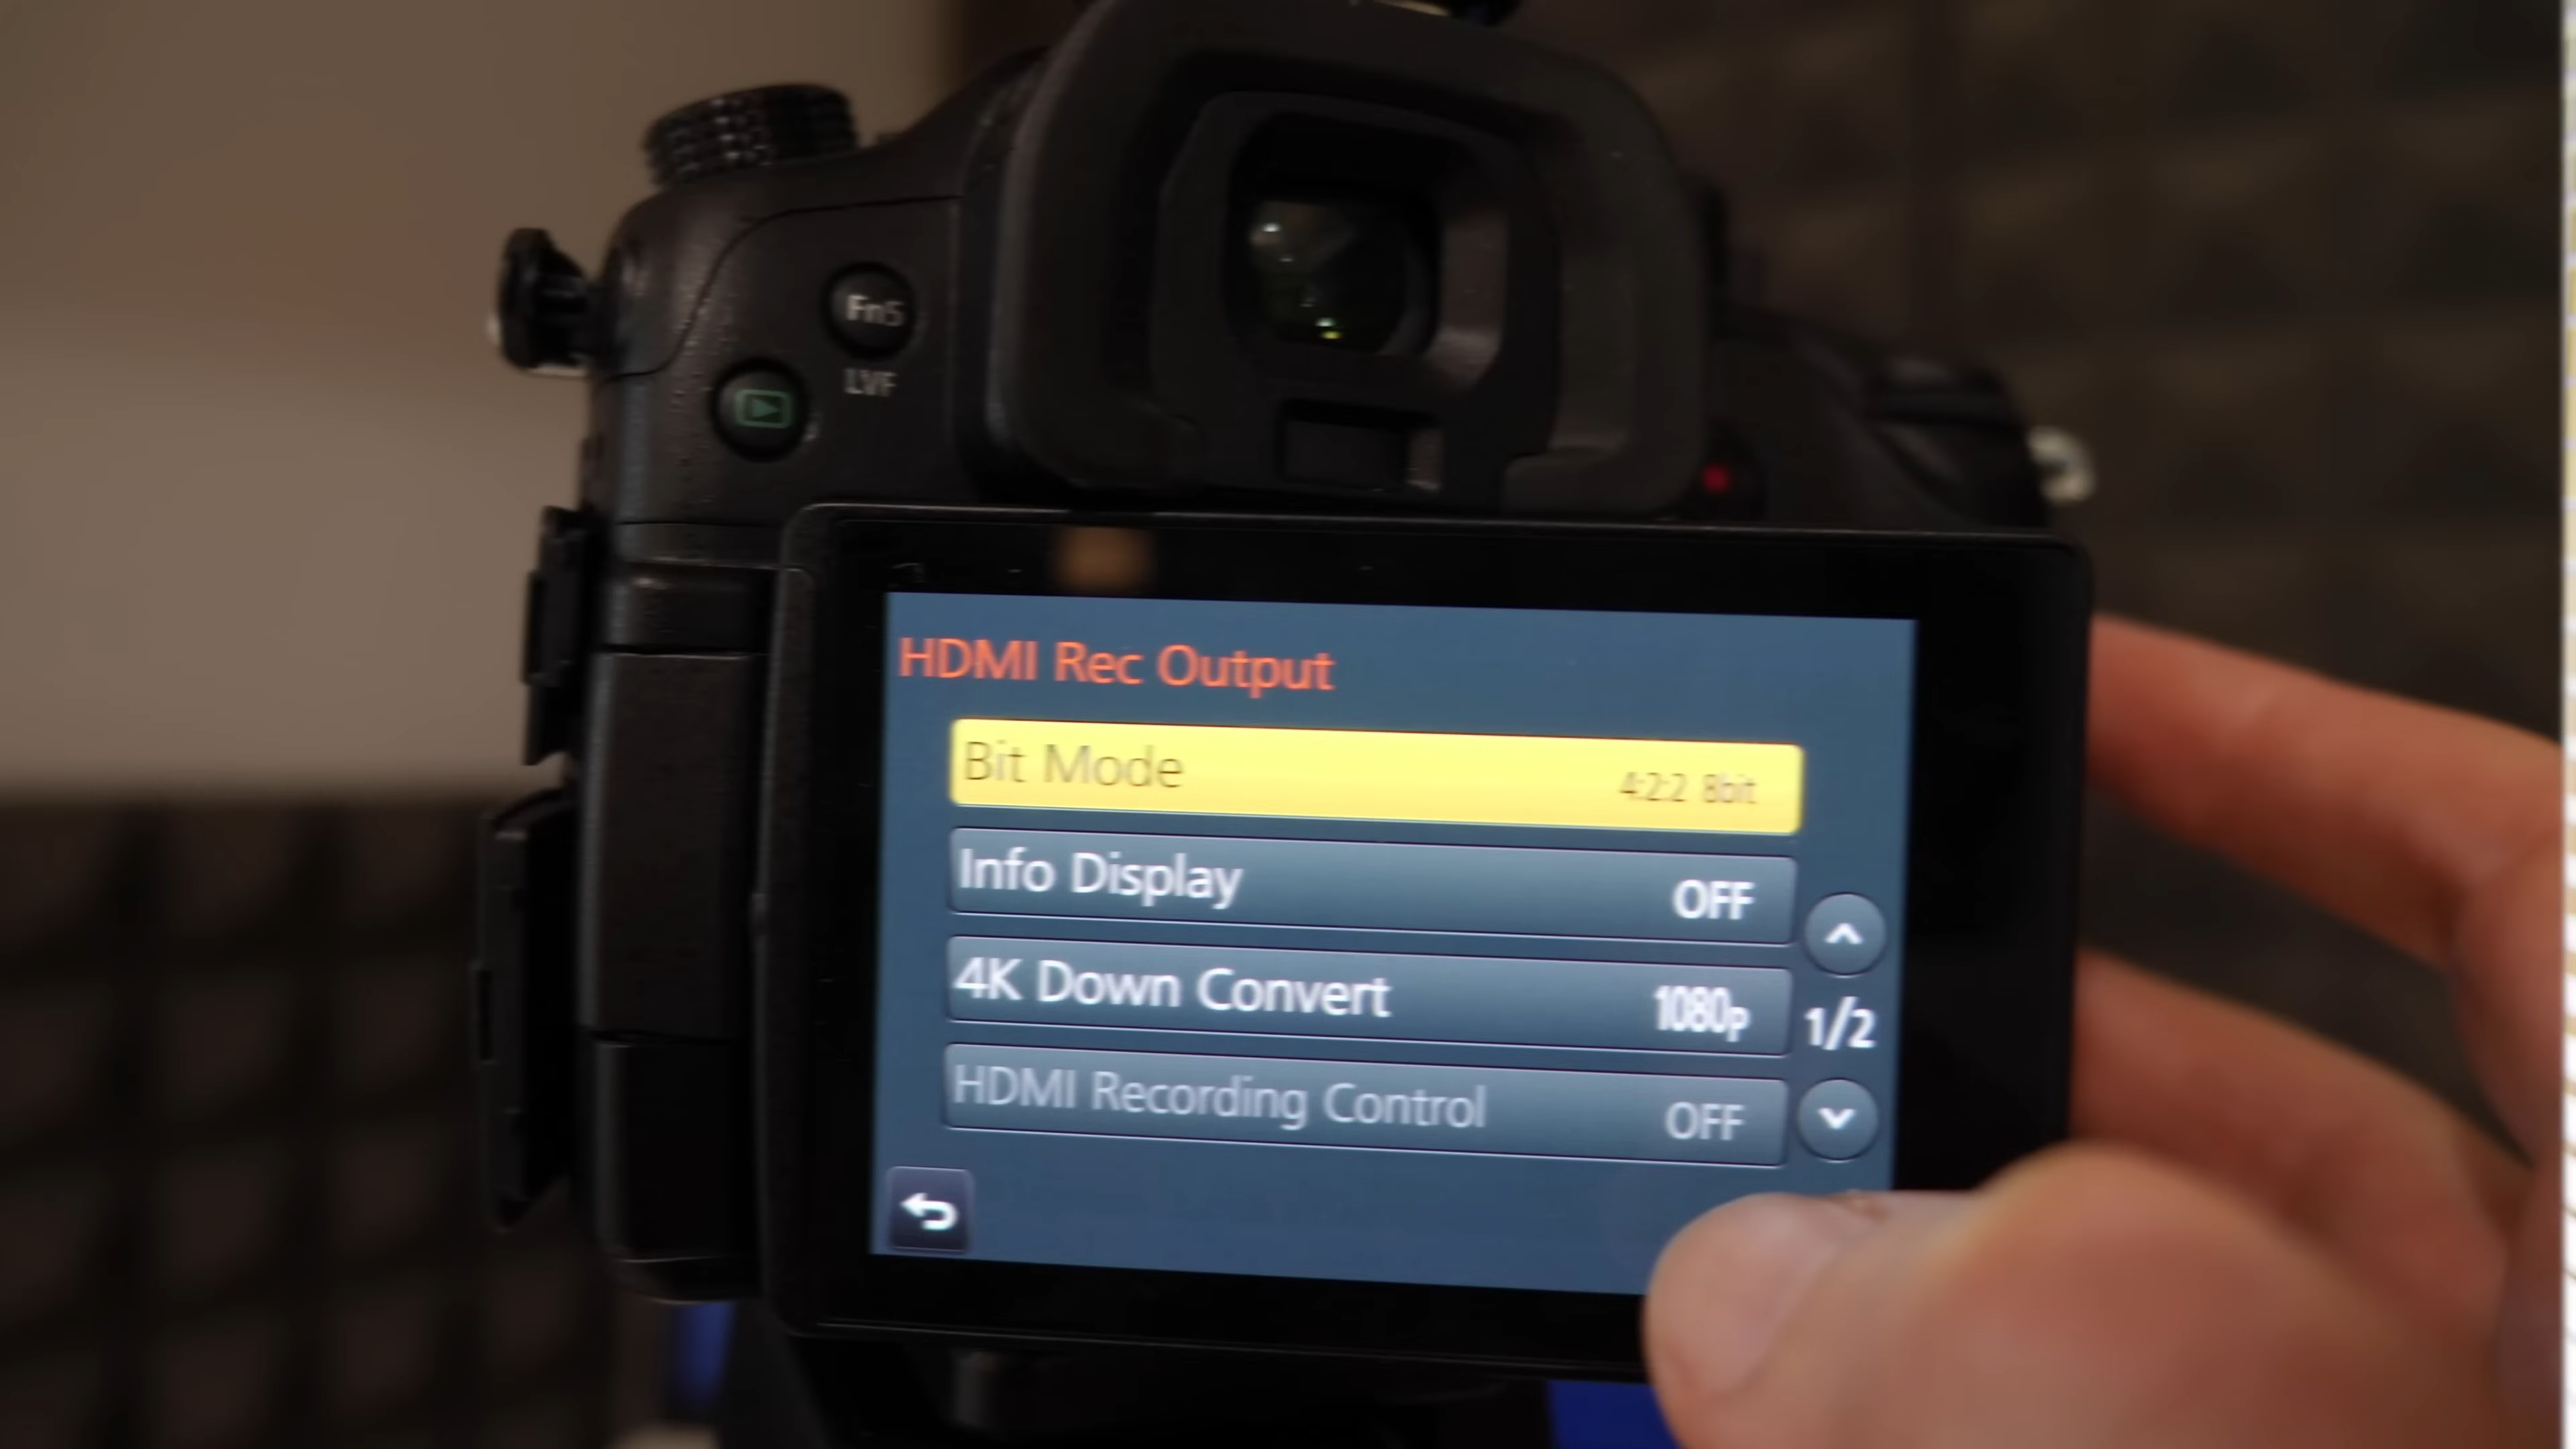 Fn5
LVF
HDMI Rec Output
Bit Mode 4:2:2 8bit
Info Display OFF
4K Down Convert 1080p
HDMI Recording Control OFF
1/2